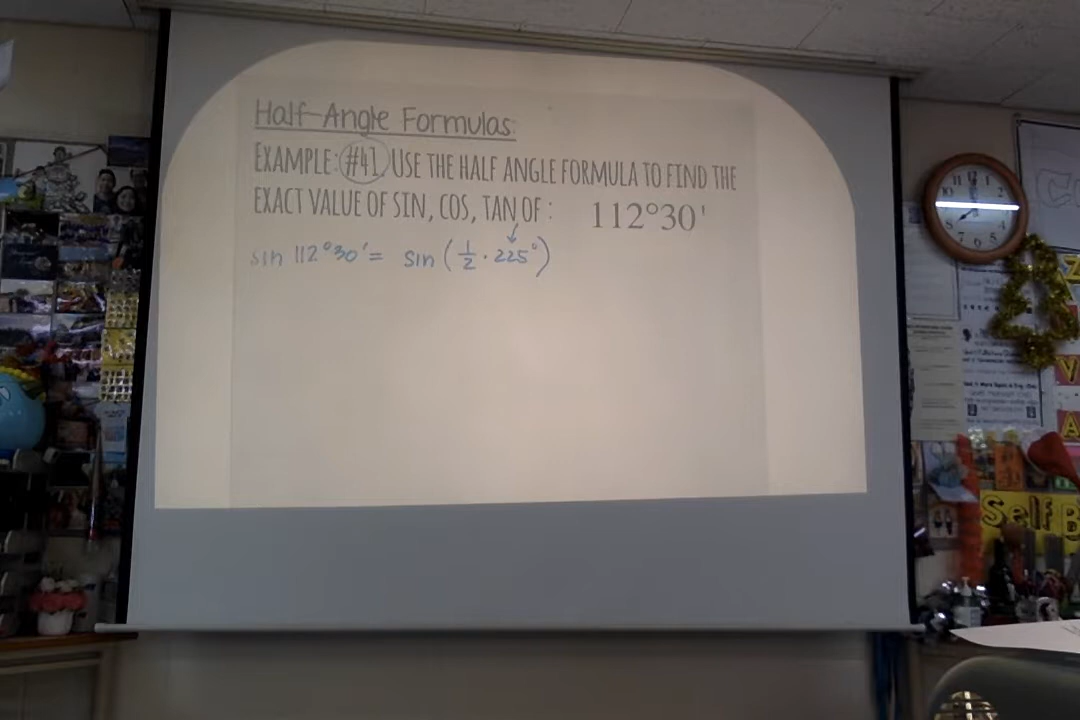 Half-Angle Formulas:
EXAMPLE: #41 USE THE HALF ANGLE FORMULA TO FIND THE
EXACT VALUE OF SIN, COS, TAN OF : 112°30'
sin 112°30' = sin (1/2 · 225°)
Self B